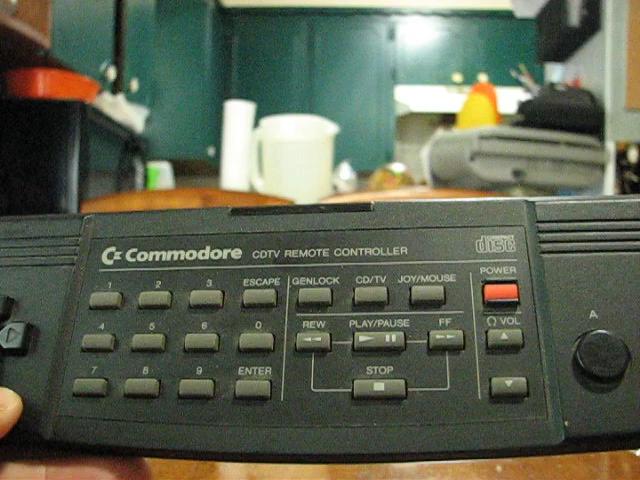 Commodore CDTV REMOTE CONTROLLER disc
1 2 3 ESCAPE GENLOCK CD/TV JOY/MOUSE POWER
4 5 6 0 REW PLAY/PAUSE FF VOL A
7 8 9 ENTER STOP